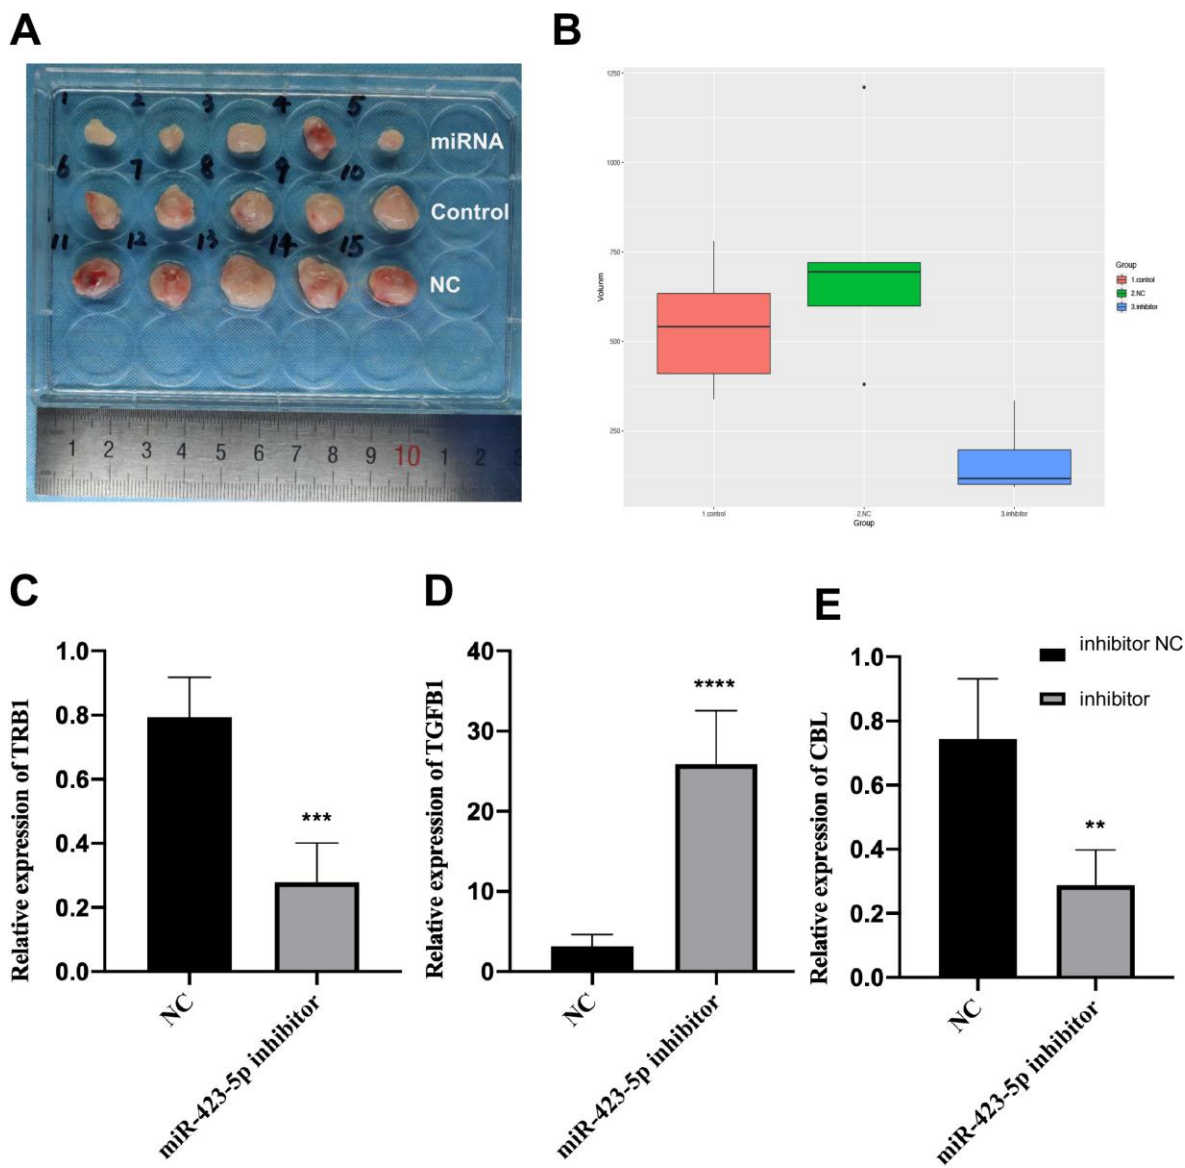 A
B
1 2 3 4 5
miRNA
6 7 8 9 10
Control
11 12 13 14 15
NC
1 2 3 4 5 6 7 8 9 10 1 2 3
1250
1000
750
500
250
Volunm
1.control 2.NC 3.inhibitor
Group
Group
1.control
2.NC
3.inhibitor
C
Relative expression of TRB1
1.0
0.8
0.6
0.4
0.2
0.0
***
NC
miR-423-5p inhibitor
D
Relative expression of TGFB1
40
30
20
10
0
****
NC
miR-423-5p inhibitor
E
Relative expression of CBL
1.0
0.8
0.6
0.4
0.2
0.0
**
NC
miR-423-5p inhibitor
inhibitor NC
inhibitor